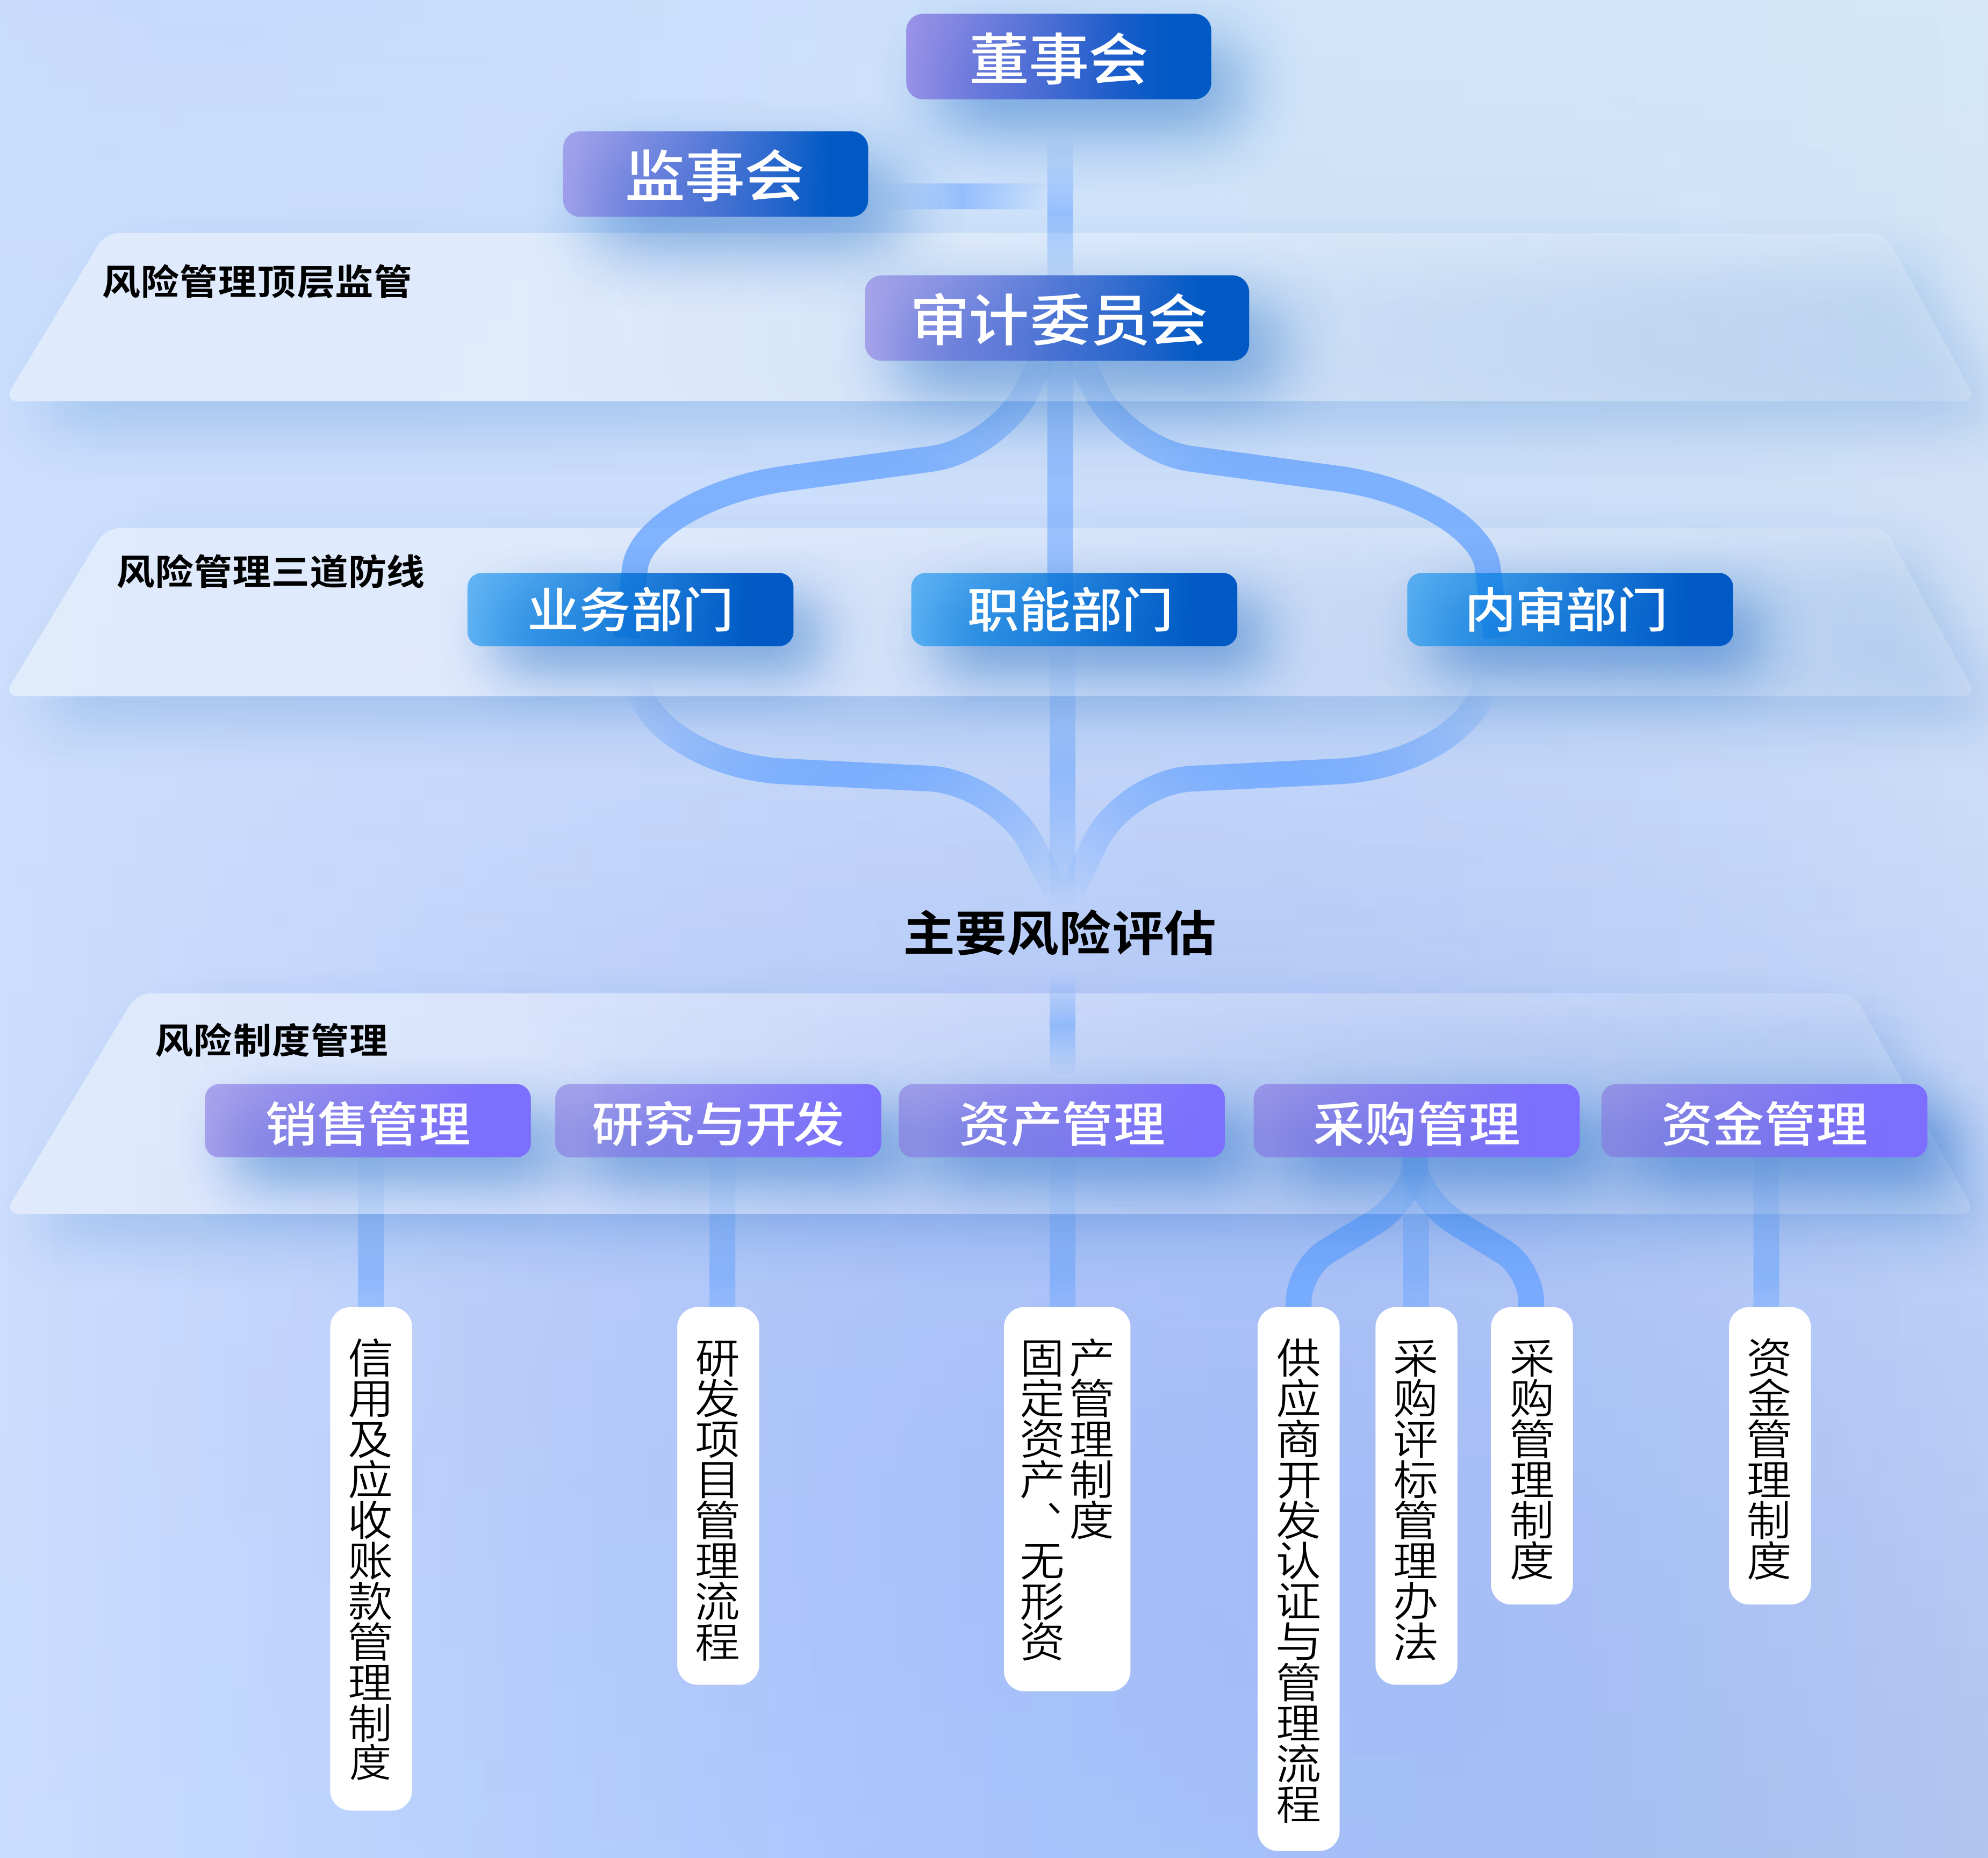 董事会
监事会
风险管理顶层监管
审计委员会
风险管理三道防线
业务部门
职能部门
内审部门
主要风险评估
风险制度管理
销售管理
研究与开发
资产管理
采购管理
资金管理
信用及应收账款管理制度
研发项目管理流程
固定资产、无形资
产管理制度
供应商开发认证与管理流程
采购评标管理办法
采购管理制度
资金管理制度